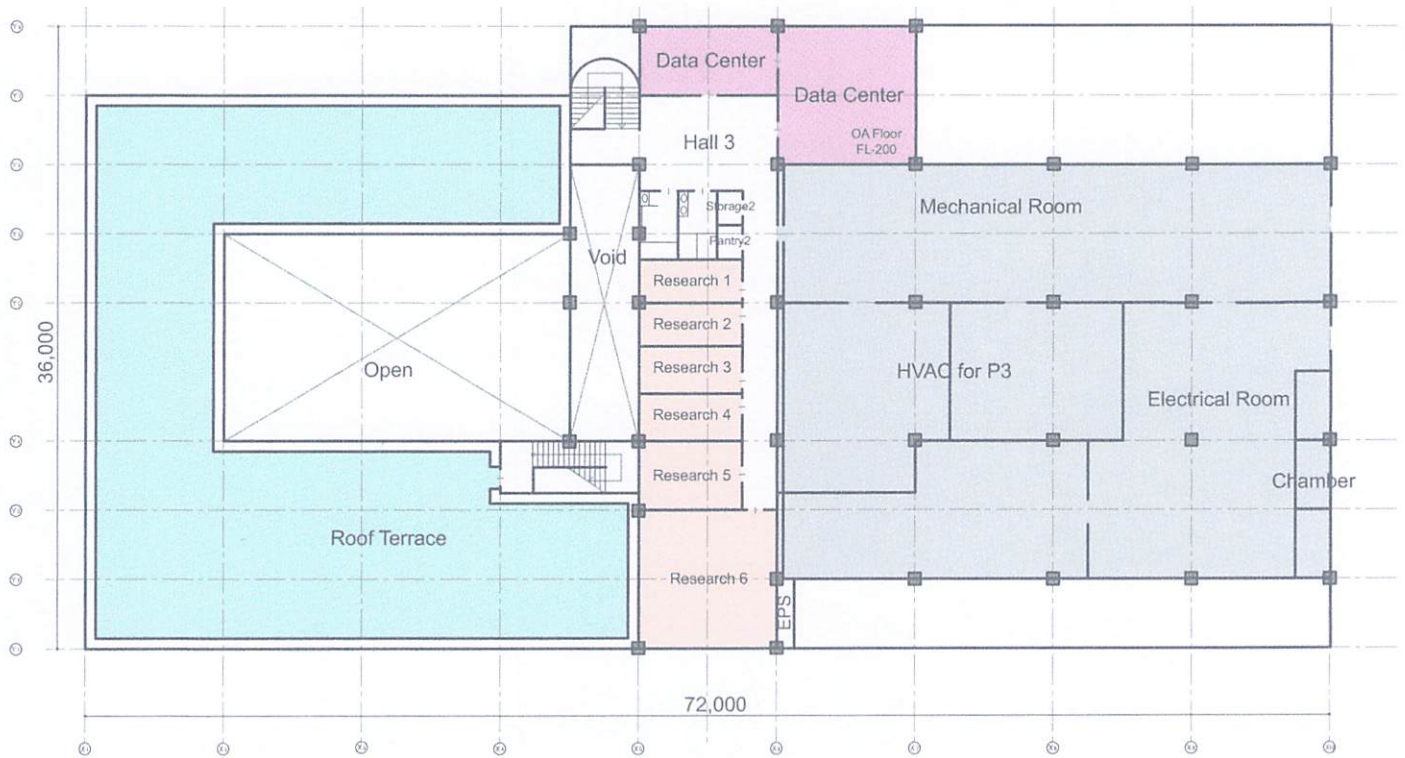 Data Center
Data Center
OA Floor
FL-200
Hall 3
Storage2
Pantry2
Mechanical Room
Void
Research 1
Research 2
Research 3
Research 4
Research 5
Research 6
Open
HVAC for P3
Electrical Room
Chamber
Roof Terrace
EPS
36,000
72,000